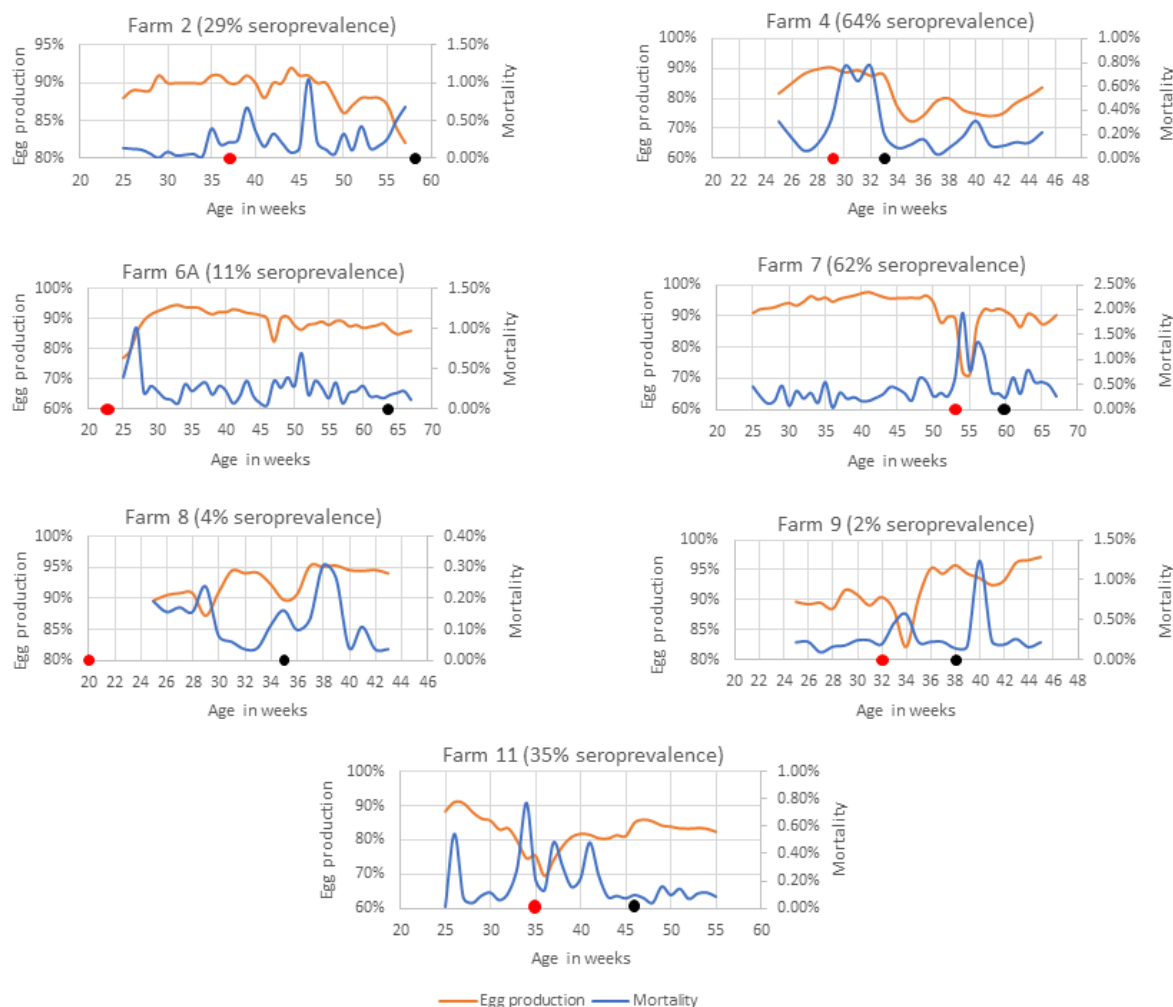 Farm 2 (29% seroprevalence)
95%
90%
85%
80%
Egg production
1.50%
1.00%
0.50%
0.00%
Mortality
20 25 30 35 40 45 50 55 60
Age in weeks
Farm 4 (64% seroprevalence)
100%
90%
80%
70%
60%
Egg production
1.00%
0.80%
0.60%
0.40%
0.20%
0.00%
Mortality
20 22 24 26 28 30 32 34 36 38 40 42 44 46 48
Age in weeks
Farm 6A (11% seroprevalence)
100%
90%
80%
70%
60%
Egg production
1.50%
1.00%
0.50%
0.00%
Mortality
20 25 30 35 40 45 50 55 60 65 70
Age in weeks
Farm 7 (62% seroprevalence)
100%
90%
80%
70%
60%
Egg production
2.50%
2.00%
1.50%
1.00%
0.50%
0.00%
Mortality
20 25 30 35 40 45 50 55 60 65 70
Age in weeks
Farm 8 (4% seroprevalence)
100%
95%
90%
85%
80%
Egg production
0.40%
0.30%
0.20%
0.10%
0.00%
Mortality
20 22 24 26 28 30 32 34 36 38 40 42 44 46
Age in weeks
Farm 9 (2% seroprevalence)
100%
95%
90%
85%
80%
Egg production
1.50%
1.00%
0.50%
0.00%
Mortality
20 22 24 26 28 30 32 34 36 38 40 42 44 46 48
Age in weeks
Farm 11 (35% seroprevalence)
100%
90%
80%
70%
60%
Egg production
1.00%
0.80%
0.60%
0.40%
0.20%
0.00%
Mortality
20 25 30 35 40 45 50 55 60
Age in weeks
Egg production Mortality